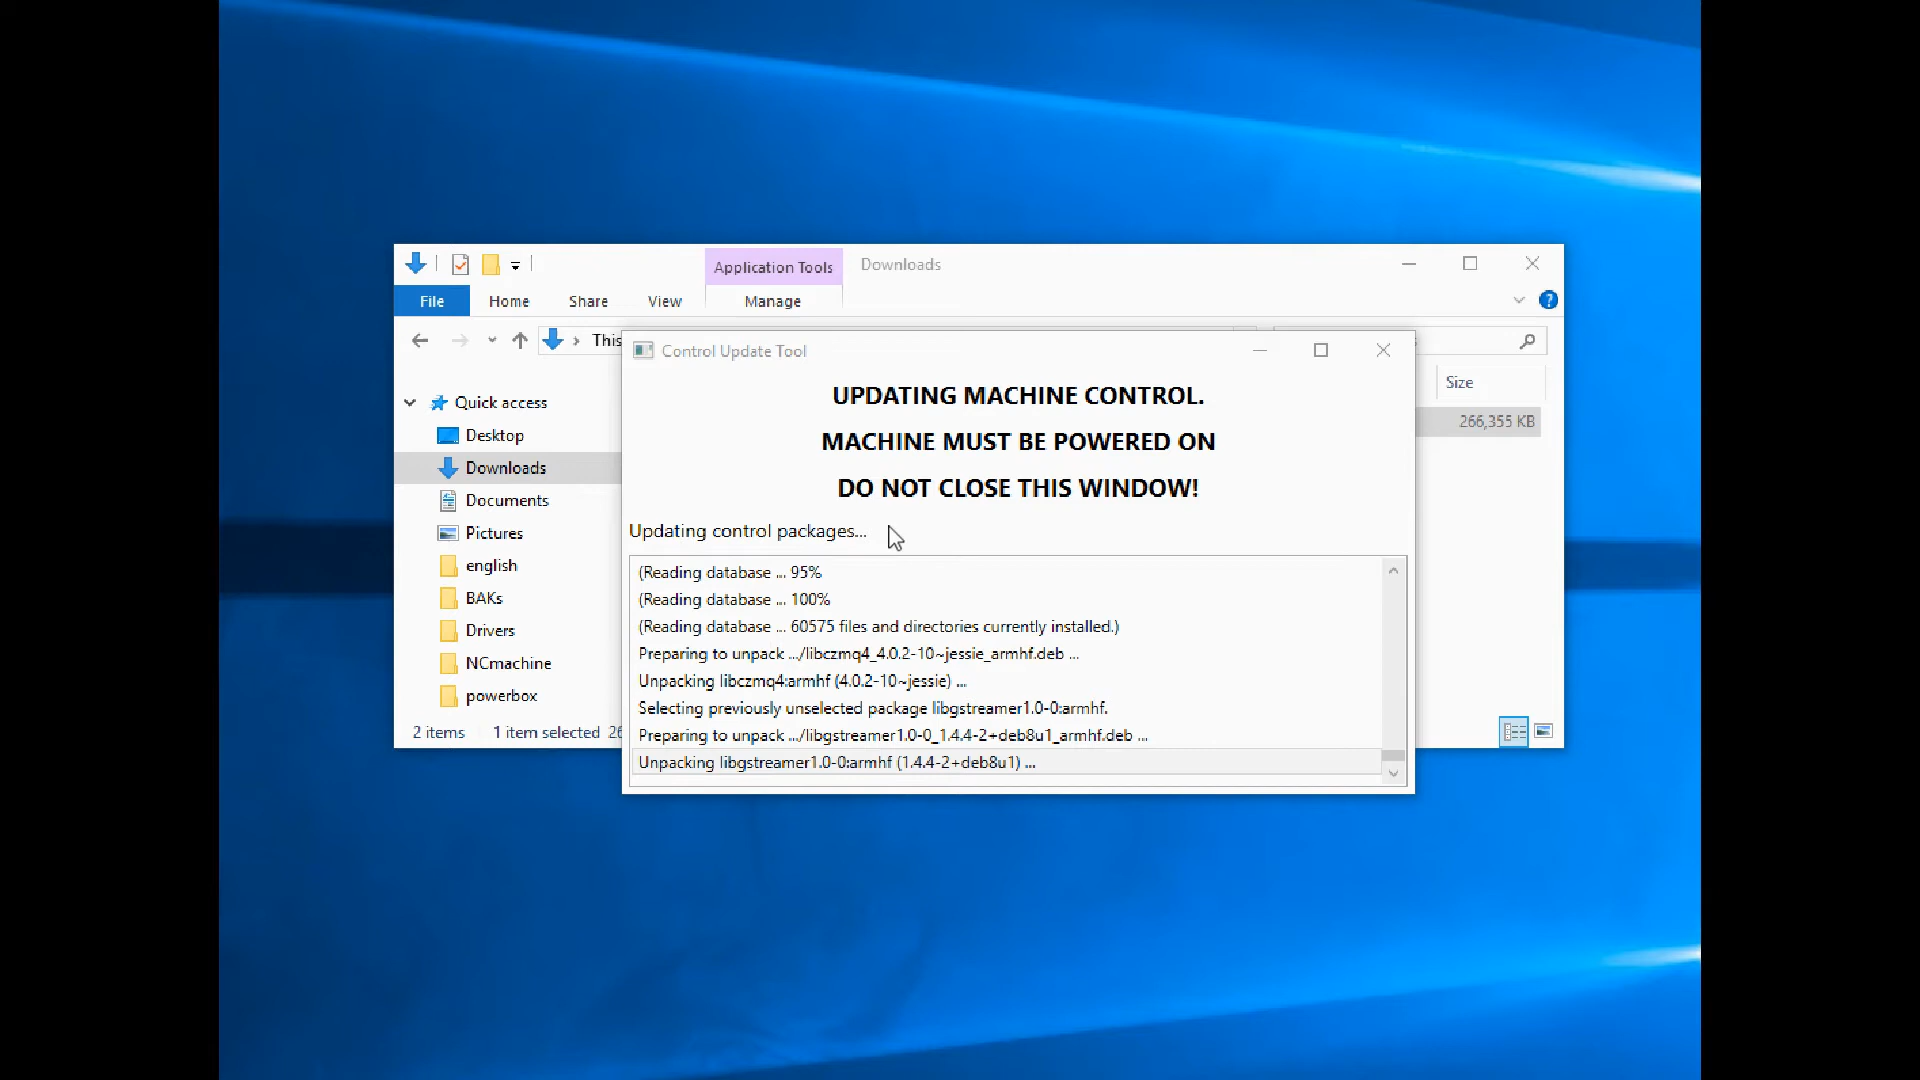 Application Tools
Downloads
File
Home
Share
View
Manage
This
Size
266,355 KB
Quick access
Desktop
Downloads
Documents
Pictures
english
BAKs
Drivers
NCmachine
powerbox
2 items
1 item selected 26
Control Update Tool
UPDATING MACHINE CONTROL.
MACHINE MUST BE POWERED ON
DO NOT CLOSE THIS WINDOW!
Updating control packages...
(Reading database ... 95%
(Reading database ... 100%
(Reading database ... 60575 files and directories currently installed.)
Preparing to unpack .../libczmq4_4.0.2-10~jessie_armhf.deb ...
Unpacking libczmq4:armhf (4.0.2-10~jessie) ...
Selecting previously unselected package libgstreamer1.0-0:armhf.
Preparing to unpack .../libgstreamer1.0-0_1.4.4-2+deb8u1_armhf.deb ...
Unpacking libgstreamer1.0-0:armhf (1.4.4-2+deb8u1) ...